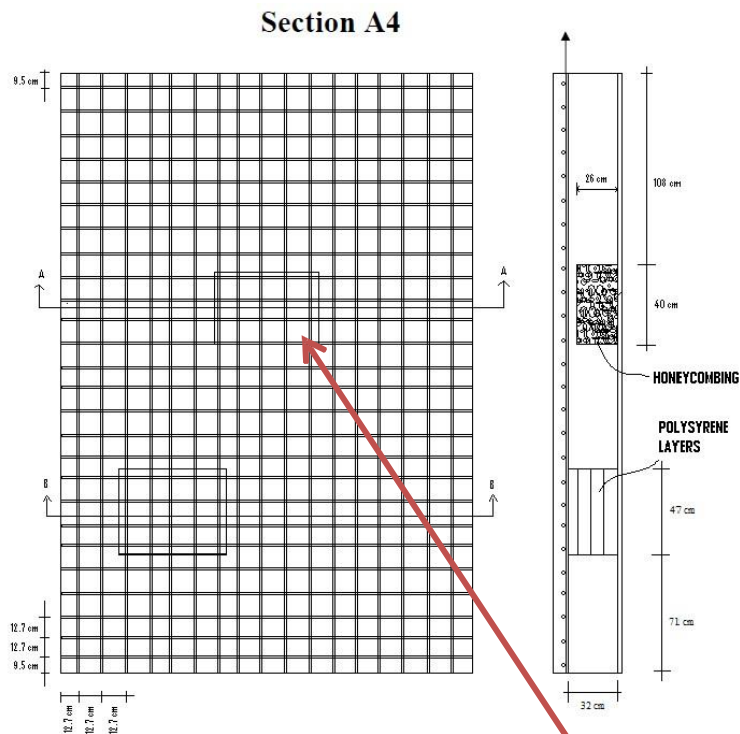 Section A4
9.5 cm
26 cm
108 cm
A
A
40 cm
HONEYCOMBING
POLYSYRENE
LAYERS
B
B
47 cm
12.7 cm
12.7 cm
9.5 cm
71 cm
12.7 cm
12.7 cm
12.7 cm
32 cm